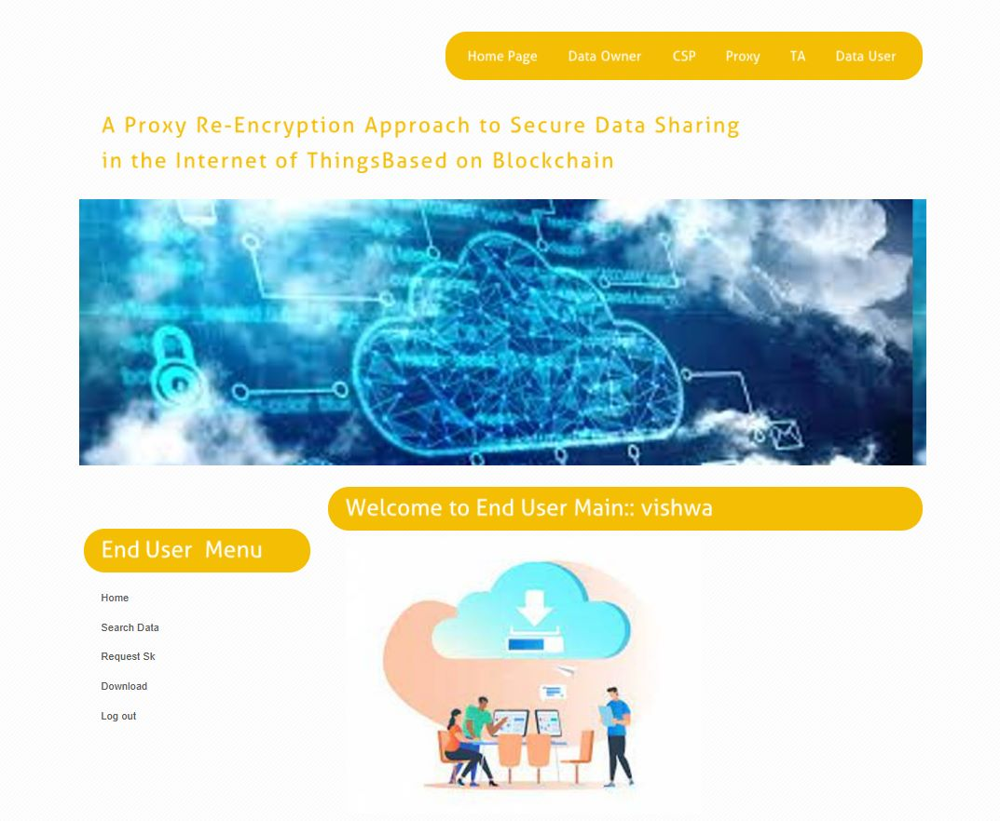 Home Page Data Owner CSP Proxy TA Data User
A Proxy Re-Encryption Approach to Secure Data Sharing
in the Internet of ThingsBased on Blockchain
Welcome to End User Main:: vishwa
End User Menu
Home
Search Data
Request Sk
Download
Log out